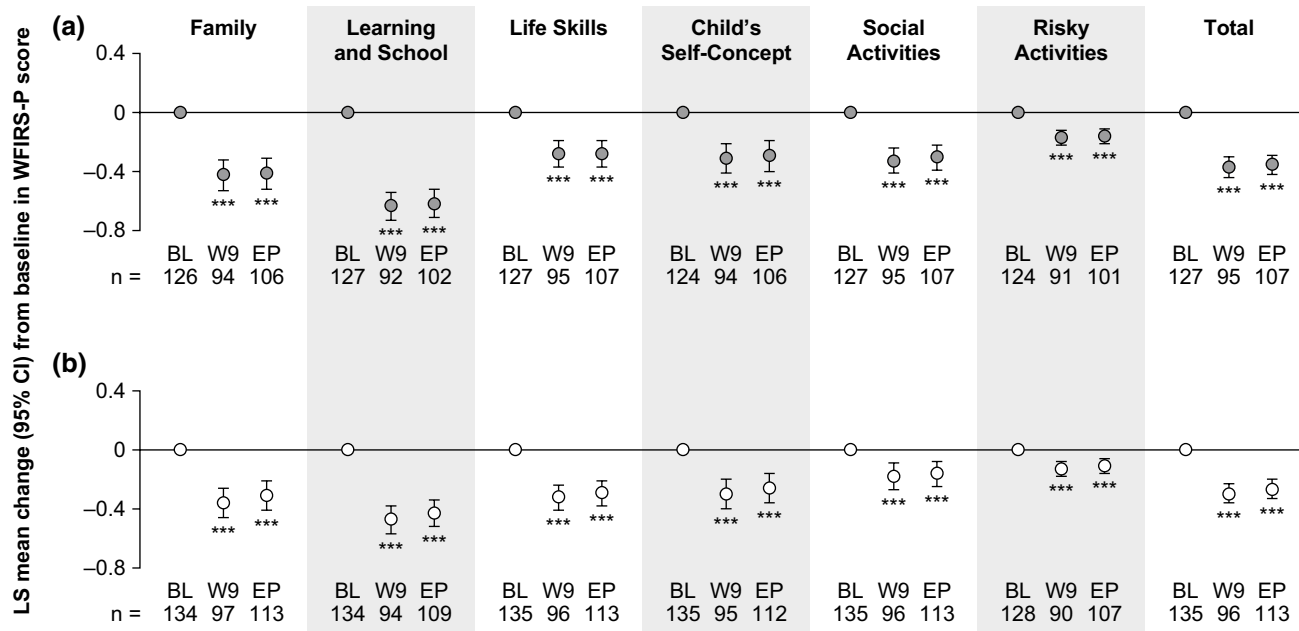 LS mean change (95% CI) from baseline in WFIRS-P score
(a)
Family
Learning
and School
Life Skills
Child's
Self-Concept
Social
Activities
Risky
Activities
Total
0.4
0
–0.4
–0.8
BL W9 EP BL W9 EP BL W9 EP BL W9 EP BL W9 EP BL W9 EP BL W9 EP
n = 126 94 106 127 92 102 127 95 107 124 94 106 127 95 107 124 91 101 127 95 107
*** *** *** *** *** *** *** *** *** *** *** *** *** ***
(b)
0.4
0
–0.4
–0.8
*** *** *** *** *** *** *** *** *** *** *** *** *** ***
BL W9 EP BL W9 EP BL W9 EP BL W9 EP BL W9 EP BL W9 EP BL W9 EP
n = 134 97 113 134 94 109 135 96 113 135 95 112 135 96 113 128 90 107 135 96 113